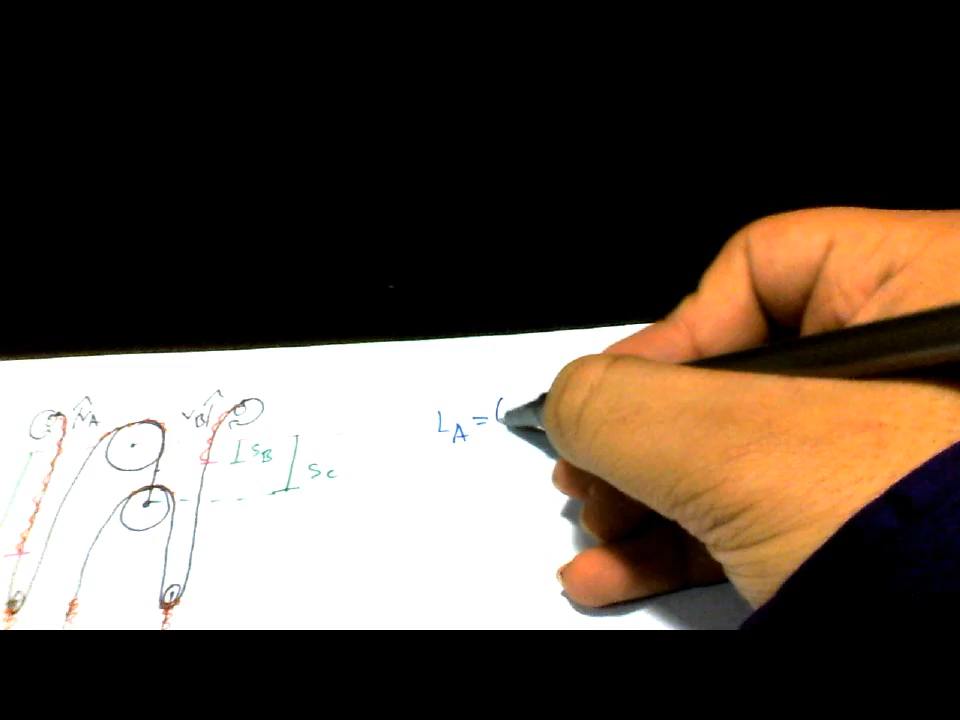 V_A V_B
S_B S_C
L_A = (